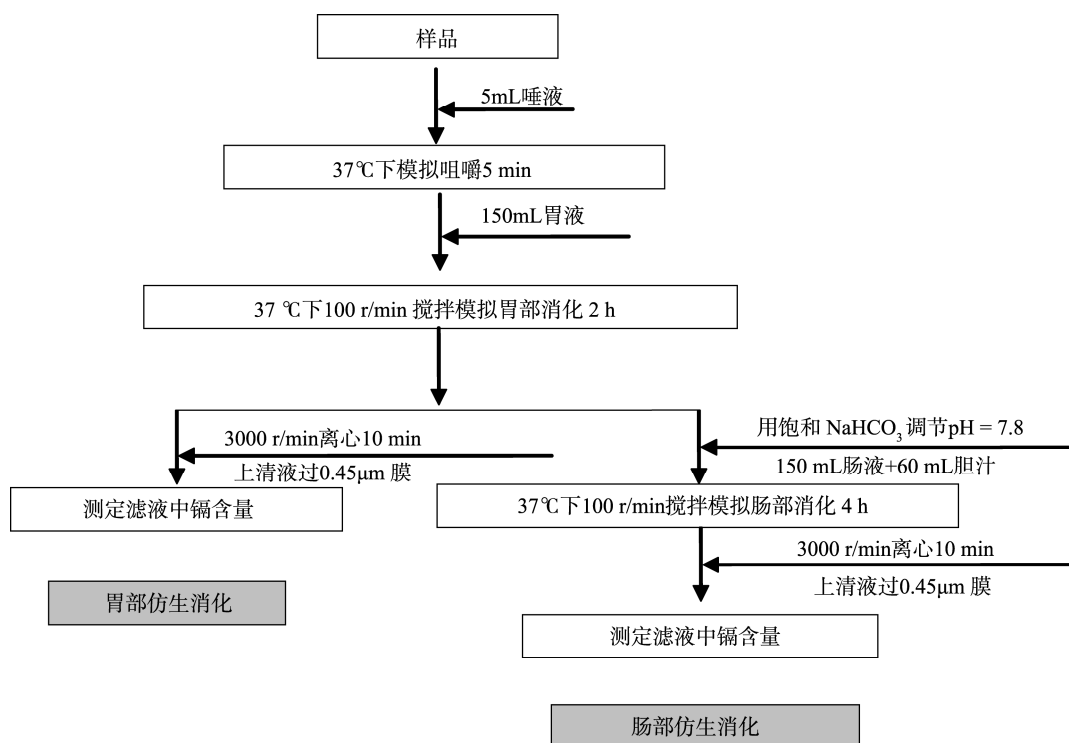 样品
5mL唾液
37℃下模拟咀嚼5 min
150mL胃液
37 ℃下100 r/min 搅拌模拟胃部消化 2 h
3000 r/min离心10 min
上清液过0.45μm 膜
测定滤液中镉含量
胃部仿生消化
用饱和 NaHCO₃ 调节pH = 7.8
150 mL肠液+60 mL胆汁
37℃下100 r/min搅拌模拟肠部消化 4 h
3000 r/min离心10 min
上清液过0.45μm 膜
测定滤液中镉含量
肠部仿生消化